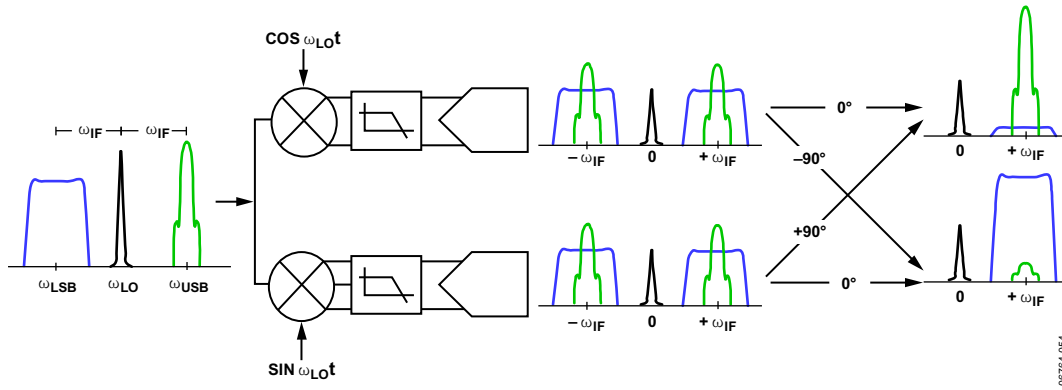 COS ωLOt
ωIF ωIF
ωLSB ωLO ωUSB
SIN ωLOt
– ωIF 0 + ωIF
– ωIF 0 + ωIF
0°
–90°
+90°
0°
0 + ωIF
0 + ωIF